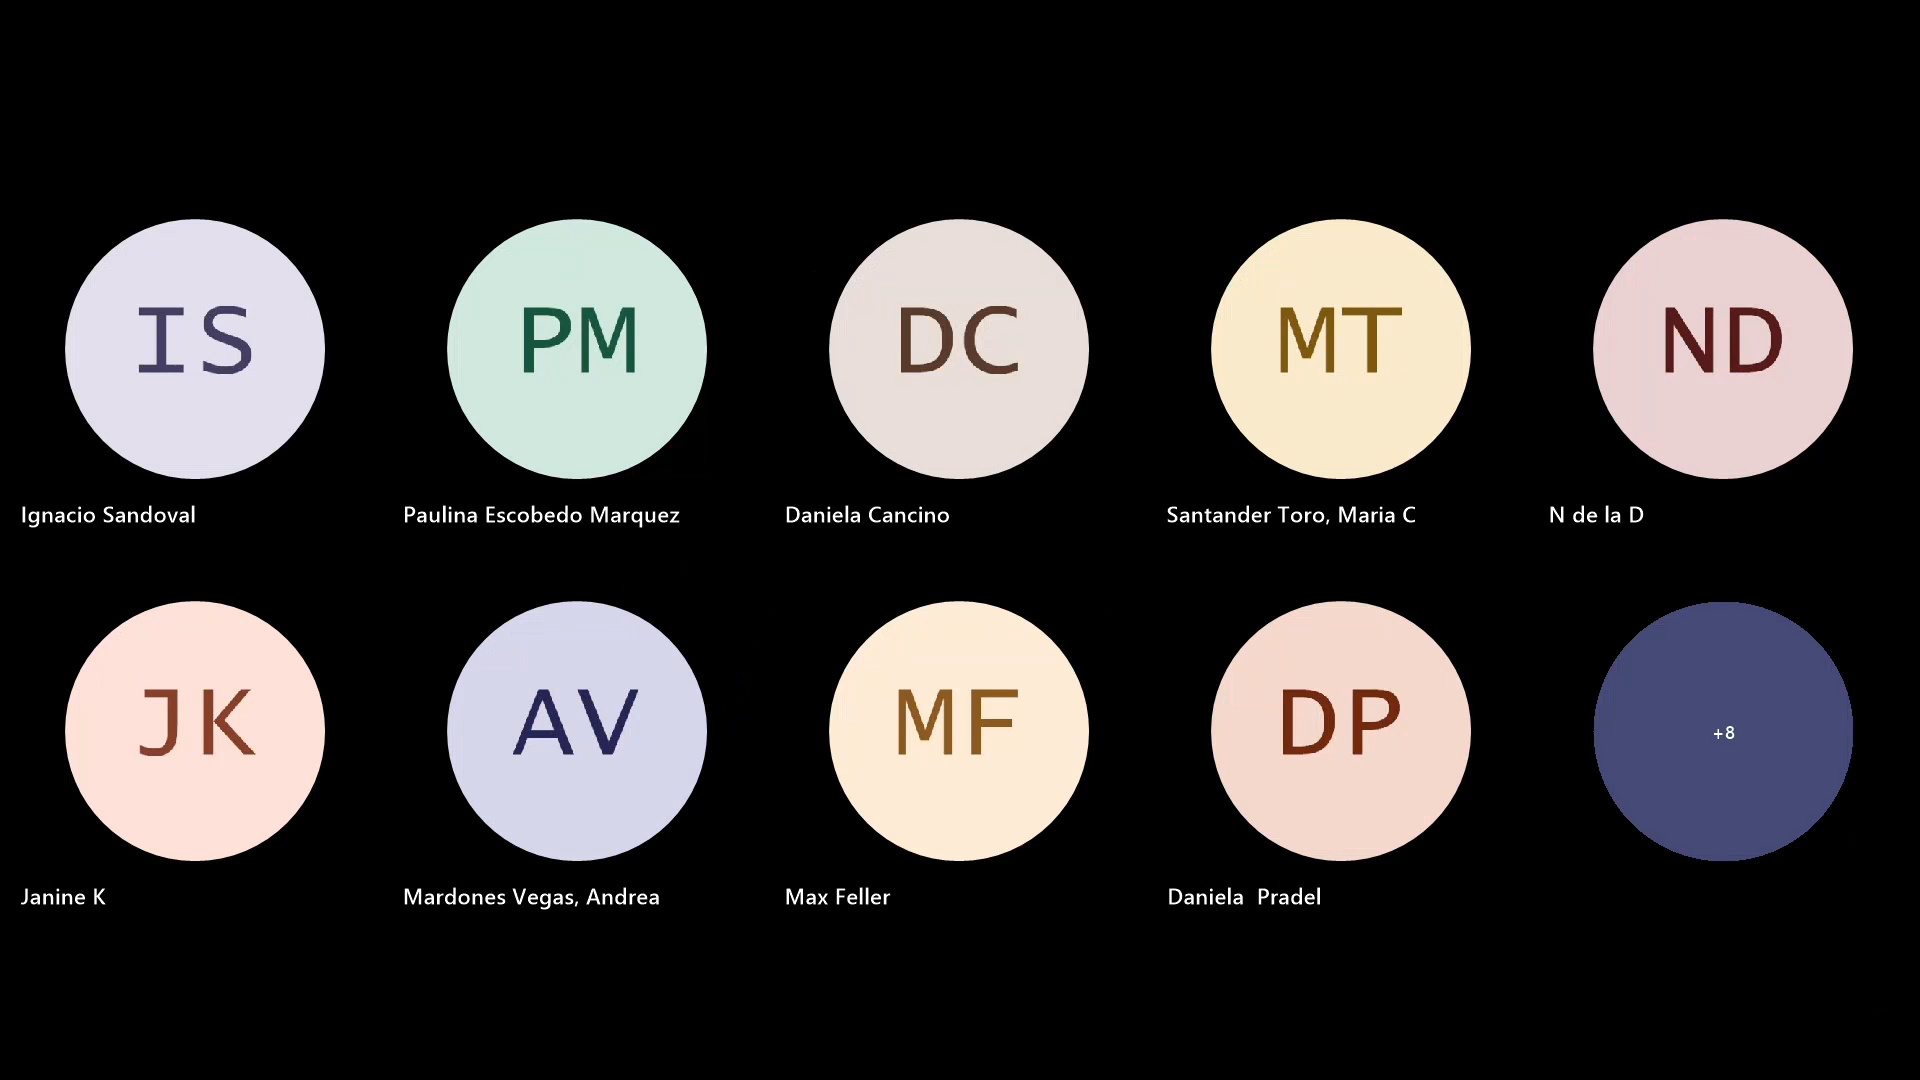 IS
PM
DC
MT
ND
Ignacio Sandoval
Paulina Escobedo Marquez
Daniela Cancino
Santander Toro, Maria C
N de la D
JK
AV
MF
DP
+8
Janine K
Mardones Vegas, Andrea
Max Feller
Daniela  Pradel